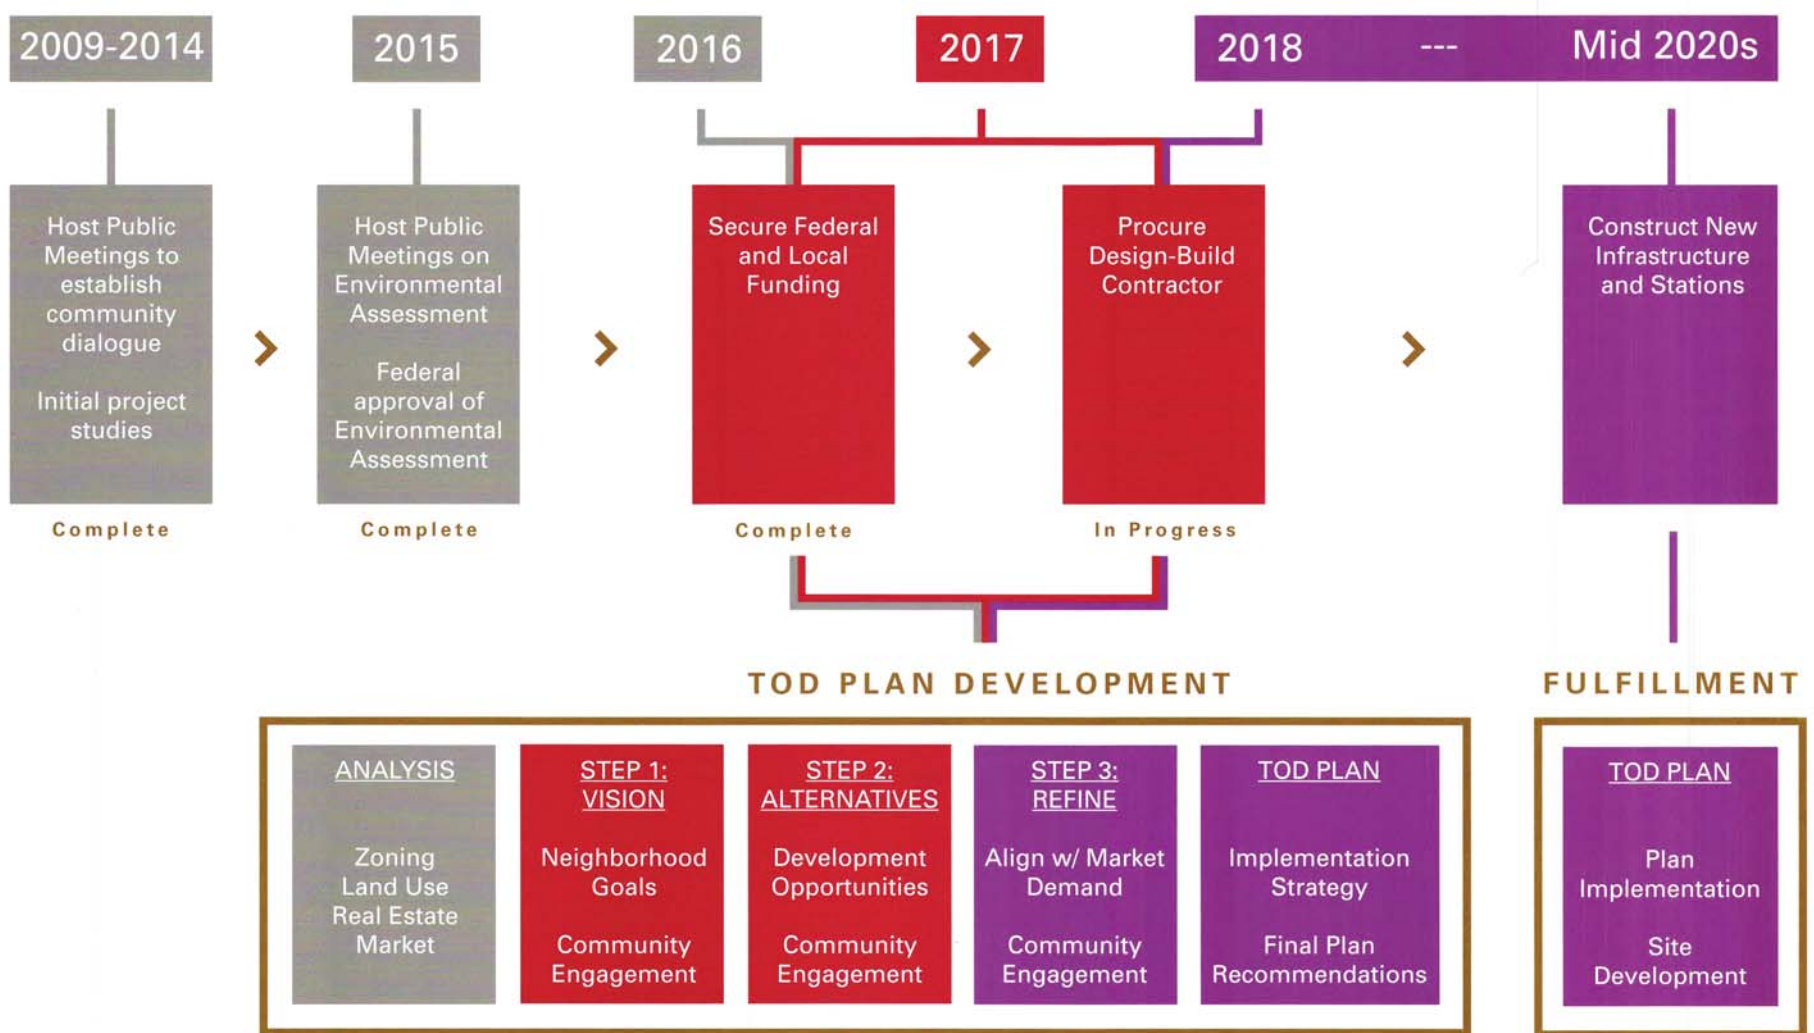 2009-2014
2015
2016
2017
2018 --- Mid 2020s
Host Public
Meetings to
establish
community
dialogue
Initial project
studies
Complete
Host Public
Meetings on
Environmental
Assessment
Federal
approval of
Environmental
Assessment
Complete
Secure Federal
and Local
Funding
Complete
Procure
Design-Build
Contractor
In Progress
Construct New
Infrastructure
and Stations
TOD PLAN DEVELOPMENT
ANALYSIS
Zoning
Land Use
Real Estate
Market
STEP 1:
VISION
Neighborhood
Goals
Community
Engagement
STEP 2:
ALTERNATIVES
Development
Opportunities
Community
Engagement
STEP 3:
REFINE
Align w/ Market
Demand
Community
Engagement
TOD PLAN
Implementation
Strategy
Final Plan
Recommendations
FULFILLMENT
TOD PLAN
Plan
Implementation
Site
Development